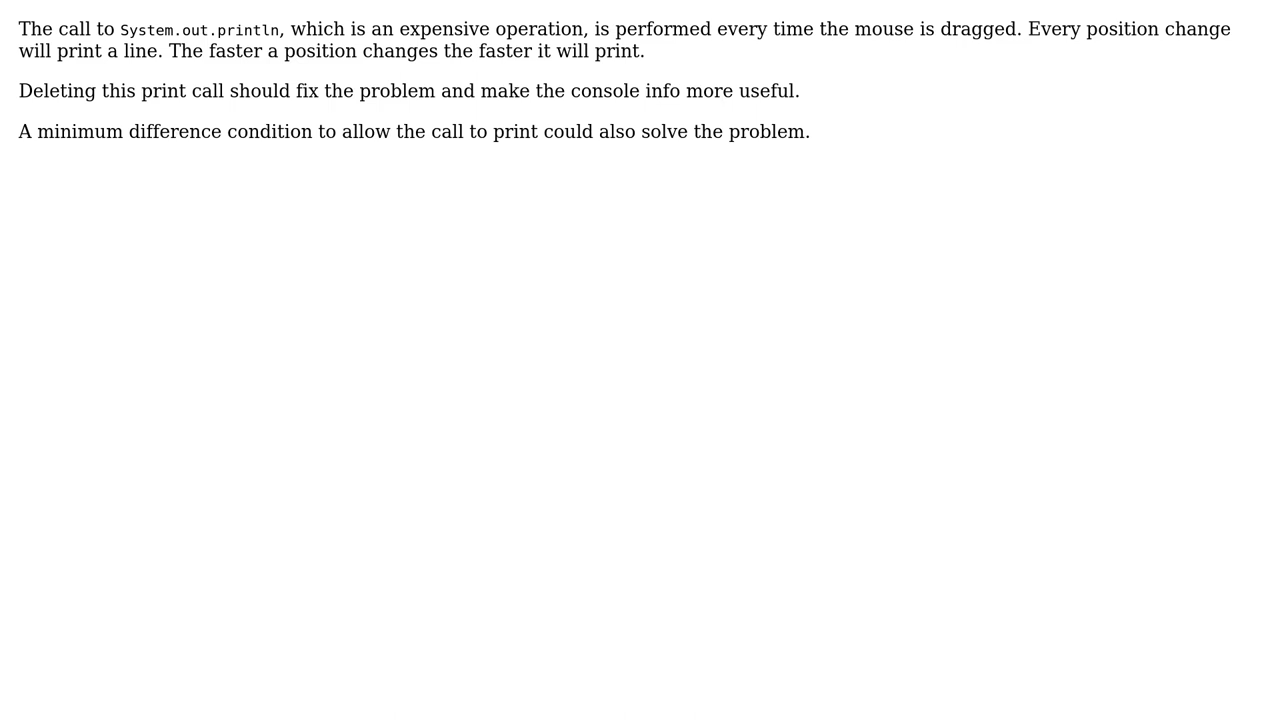 The call to System.out.println, which is an expensive operation, is performed every time the mouse is dragged. Every position change
will print a line. The faster a position changes the faster it will print.
Deleting this print call should fix the problem and make the console info more useful.
A minimum difference condition to allow the call to print could also solve the problem.